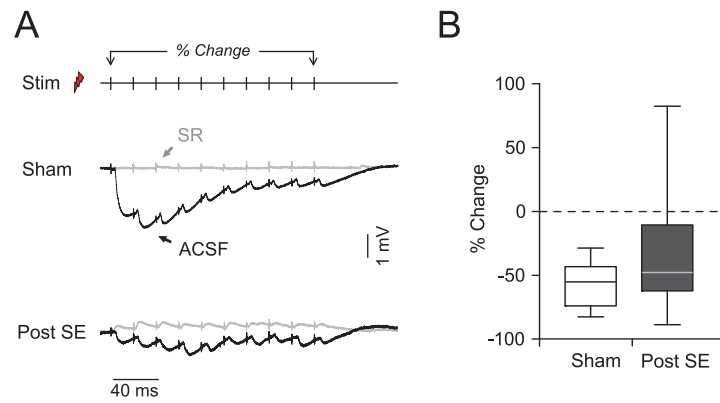 A
% Change
Stim
SR
Sham
ACSF
1 mV
Post SE
40 ms
B
100
50
0
-50
-100
% Change
Sham Post SE